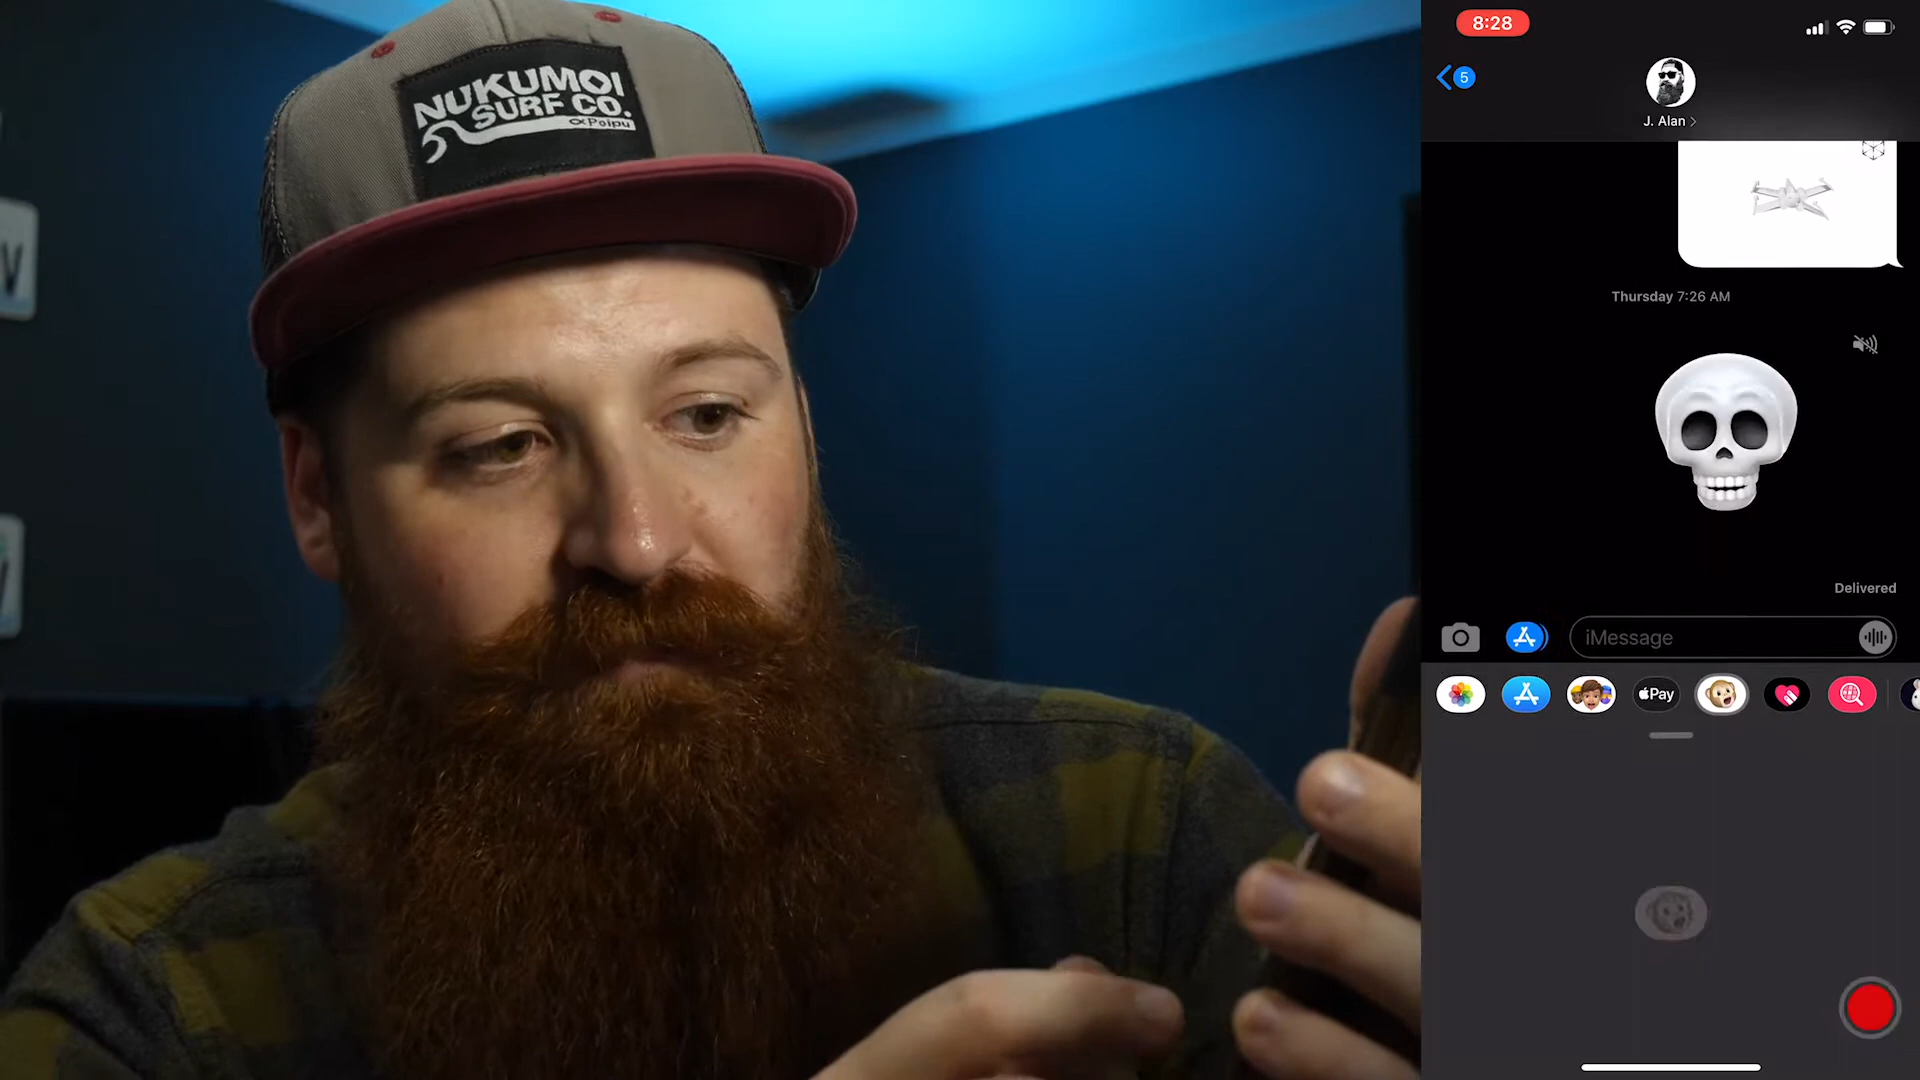 NUKUMOI
SURF CO.
Poipu
8:28
5
J. Alan >
Thursday 7:26 AM
Delivered
iMessage
Pay